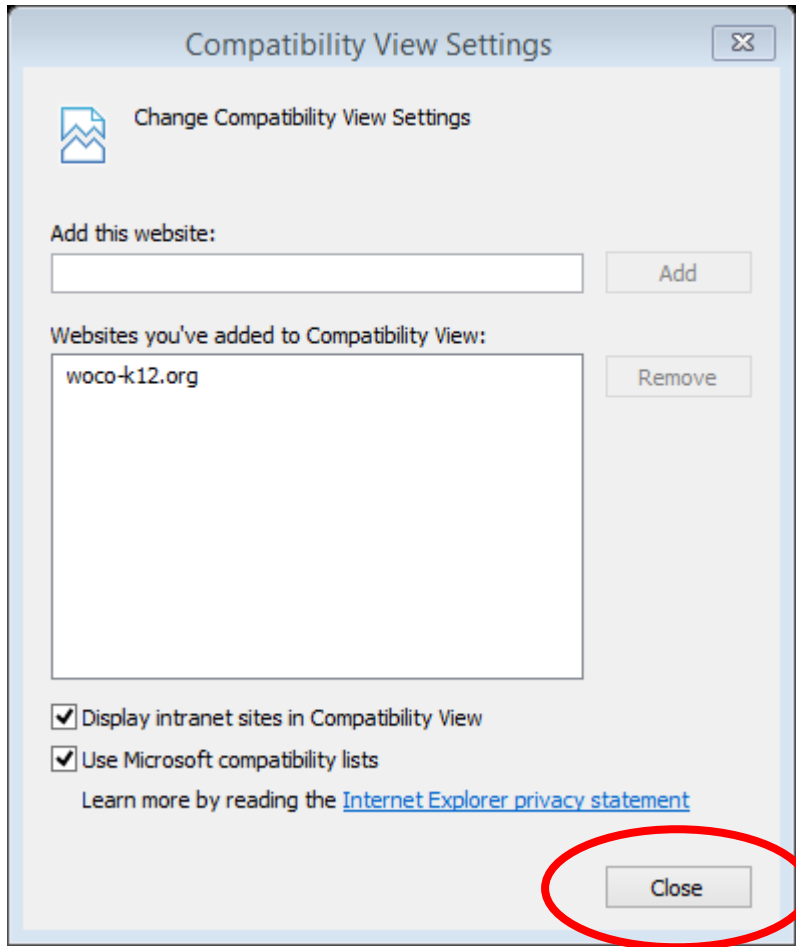 Compatibility View Settings
Change Compatibility View Settings
Add this website:
Add
Websites you've added to Compatibility View:
woco-k12.org
Remove
Display intranet sites in Compatibility View
Use Microsoft compatibility lists
Learn more by reading the Internet Explorer privacy statement
Close